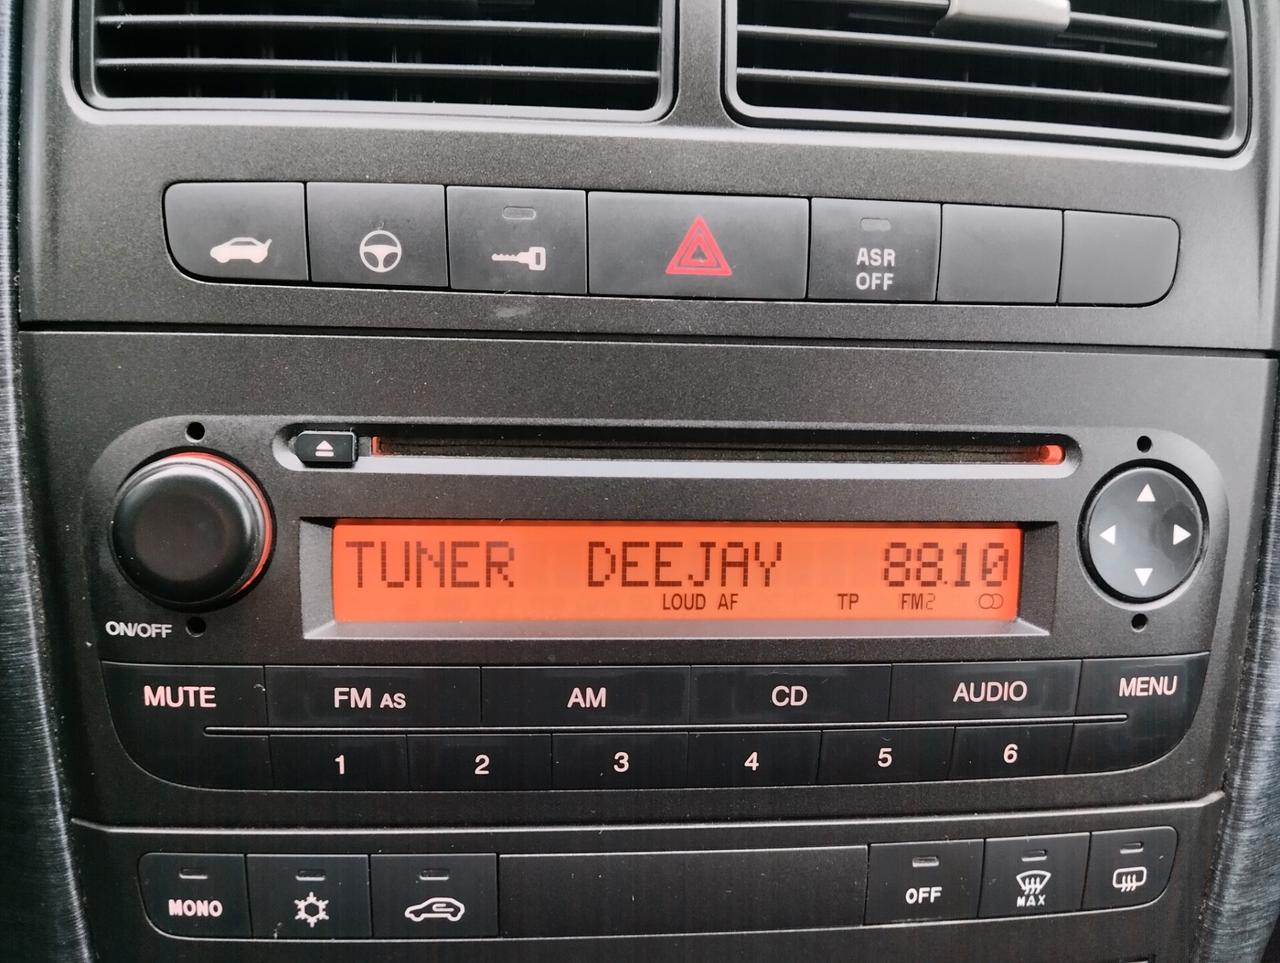 ASR
OFF
TUNER DEEJAY 88.10
LOUD AF TP FM2
ON/OFF
MUTE FM AS AM CD AUDIO MENU
1 2 3 4 5 6
MONO OFF MAX